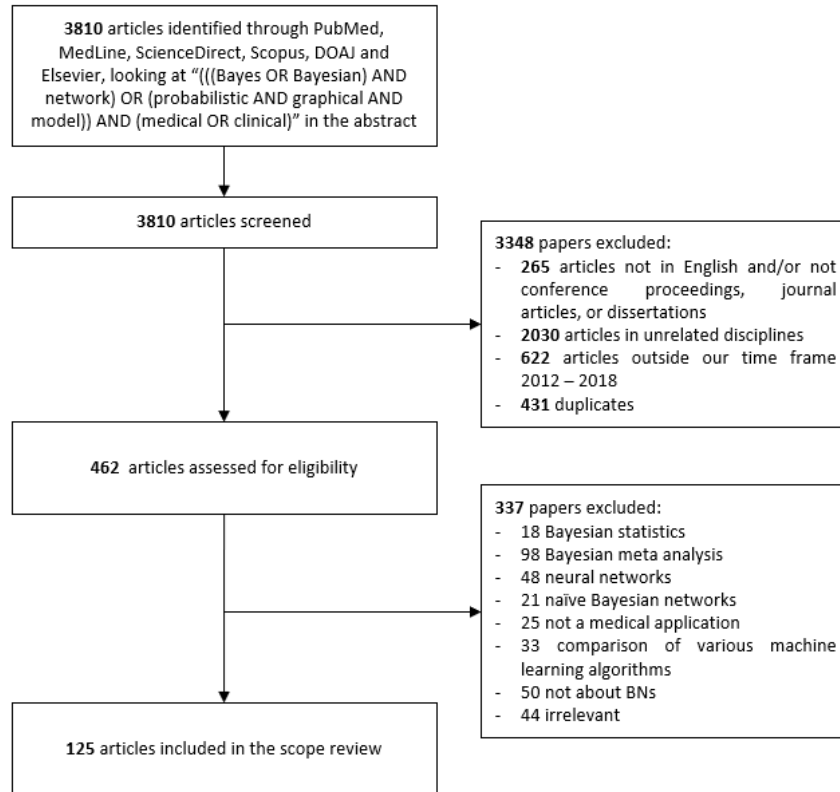 3810 articles identified through PubMed,
MedLine, ScienceDirect, Scopus, DOAJ and
Elsevier, looking at “(((Bayes OR Bayesian) AND
network) OR (probabilistic AND graphical AND
model)) AND (medical OR clinical)” in the abstract
3810 articles screened
3348 papers excluded:
- 265 articles not in English and/or not
conference proceedings, journal
articles, or dissertations
- 2030 articles in unrelated disciplines
- 622 articles outside our time frame
2012 – 2018
- 431 duplicates
462 articles assessed for eligibility
337 papers excluded:
- 18 Bayesian statistics
- 98 Bayesian meta analysis
- 48 neural networks
- 21 naïve Bayesian networks
- 25 not a medical application
- 33 comparison of various machine
learning algorithms
- 50 not about BNs
- 44 irrelevant
125 articles included in the scope review